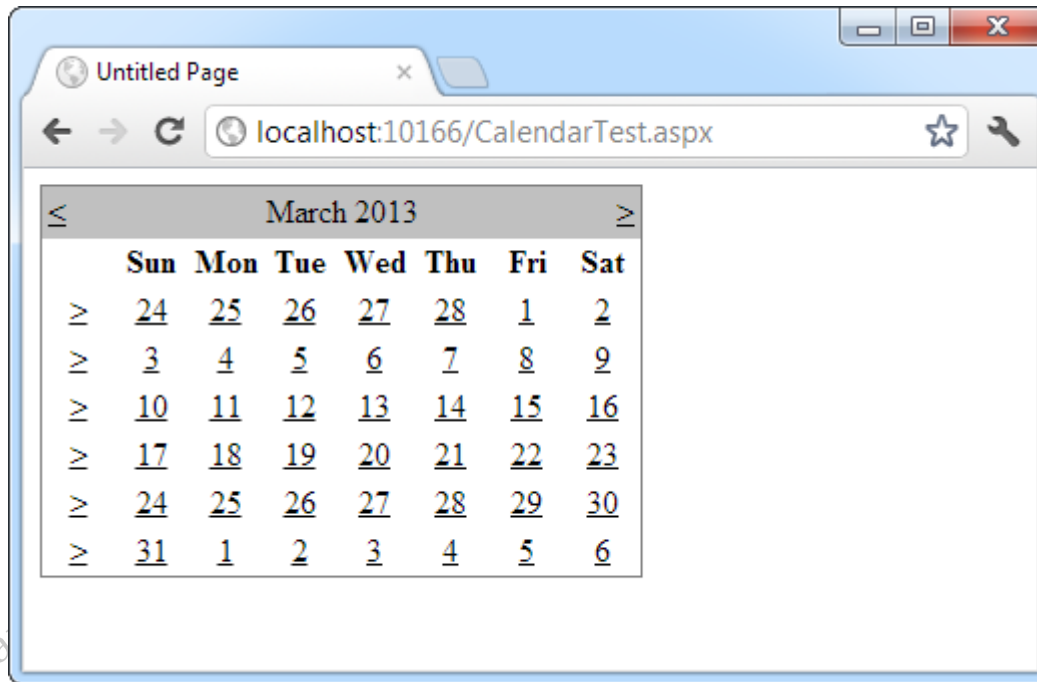 Untitled Page
localhost:10166/CalendarTest.aspx
< March 2013 >
Sun Mon Tue Wed Thu Fri Sat
> 24 25 26 27 28 1 2
> 3 4 5 6 7 8 9
> 10 11 12 13 14 15 16
> 17 18 19 20 21 22 23
> 24 25 26 27 28 29 30
> 31 1 2 3 4 5 6